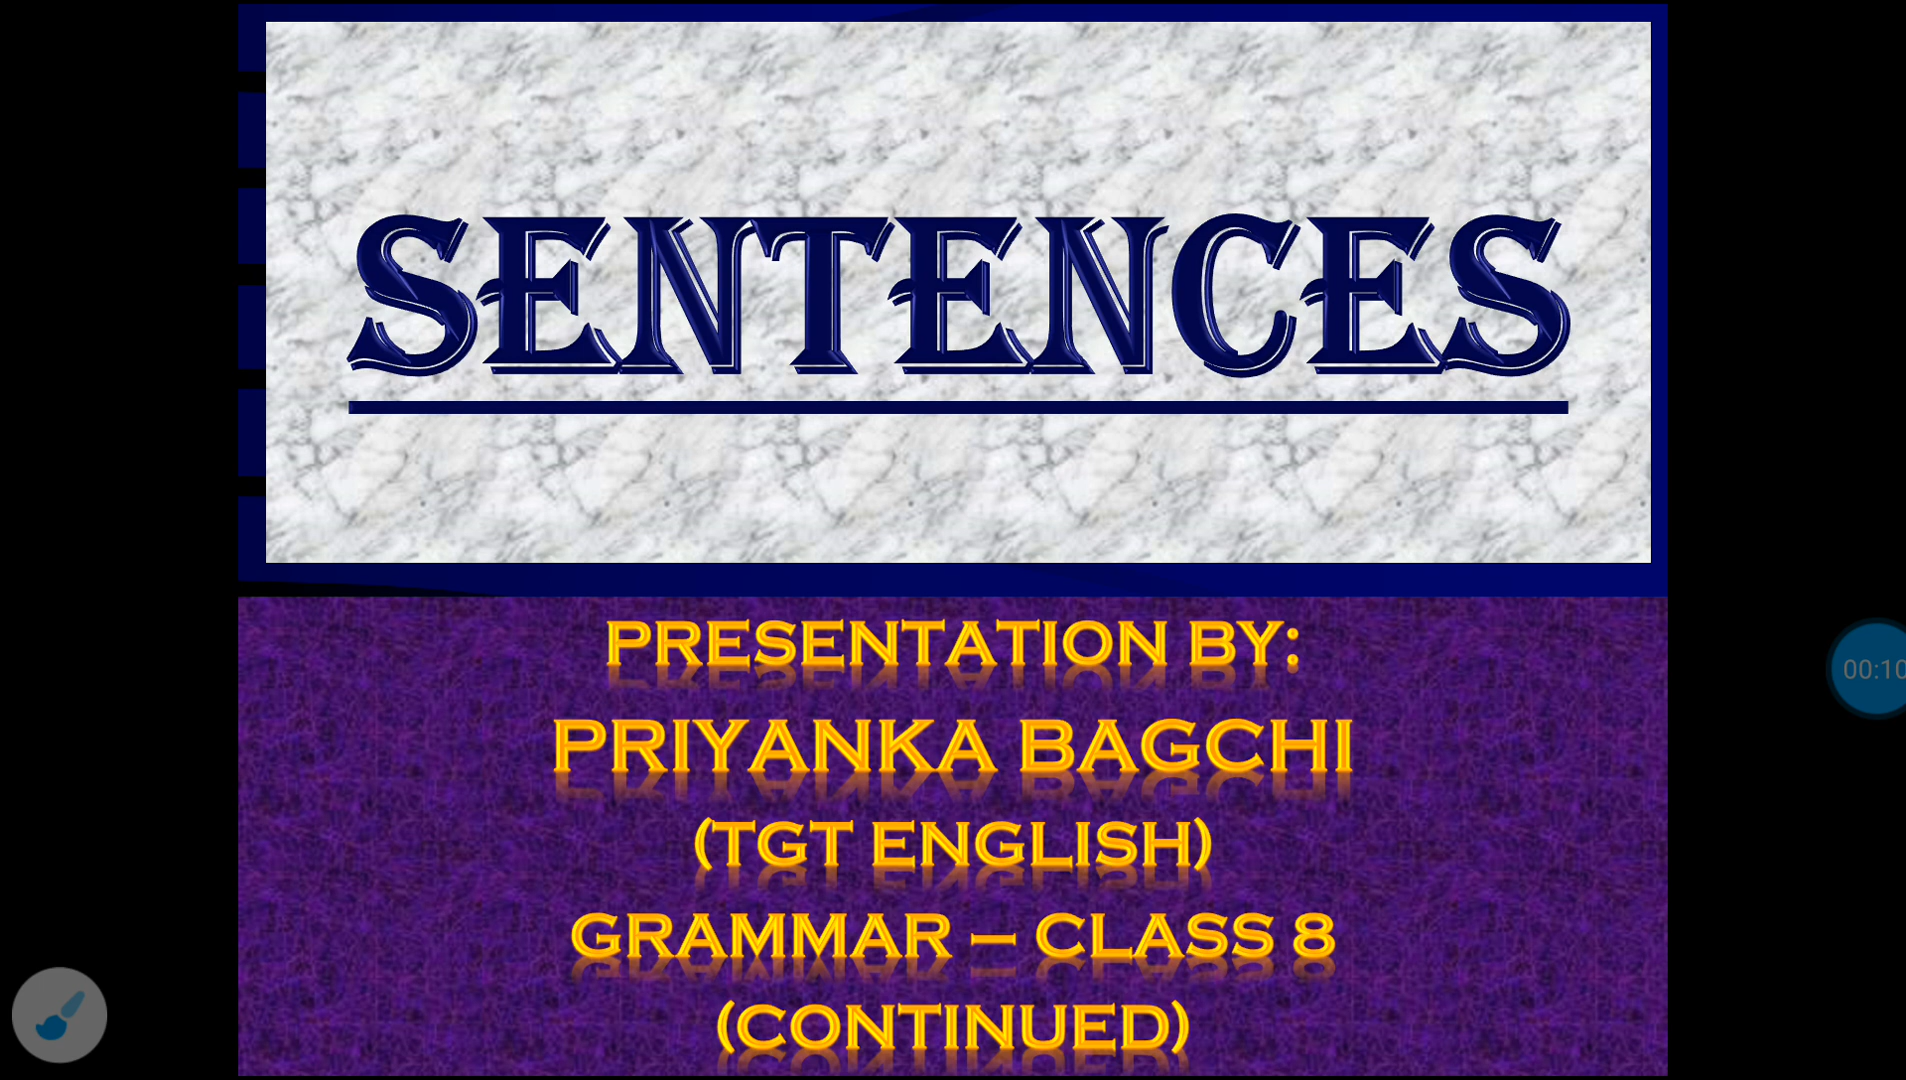 SENTENCES
PRESENTATION BY:
PRIYANKA BAGCHI
(TGT ENGLISH)
GRAMMAR – CLASS 8
(CONTINUED)
00:10